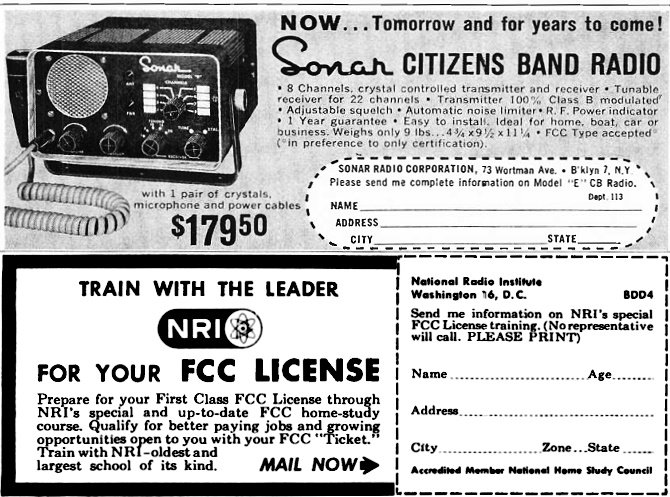 NOW... Tomorrow and for years to come!
Sonar CITIZENS BAND RADIO
• 8 Channels, crystal controlled transmitter and receiver • Tunable
receiver for 22 channels • Transmitter 100% Class B modulated
• Adjustable squelch • Automatic noise limiter • R. F. Power indicator
• 1 Year guarantee • Easy to install. Ideal for home, boat, car or
business. Weighs only 9 lbs...4 3/4 x 9 1/2 x 11 1/4 • FCC Type accepted*
(*in preference to only certification).
Sonar
CHANNELS
with 1 pair of crystals,
microphone and power cables
$179.50
SONAR RADIO CORPORATION, 73 Wortman Ave. • B'klyn 7, N.Y.
Please send me complete information on Model "E" CB Radio.
Dept. 113
NAME
ADDRESS
CITY STATE
TRAIN WITH THE LEADER
NRI
FOR YOUR FCC LICENSE
Prepare for your First Class FCC License through
NRI's special and up-to-date FCC home-study
course. Qualify for better paying jobs and growing
opportunities open to you with your FCC "Ticket."
Train with NRI-oldest and
largest school of its kind. MAIL NOW
National Radio Institute
Washington 16, D.C. BDD4
Send me information on NRI's special
FCC License training. (No representative
will call. PLEASE PRINT)
Name Age
Address
City Zone State
Accredited Member National Home Study Council